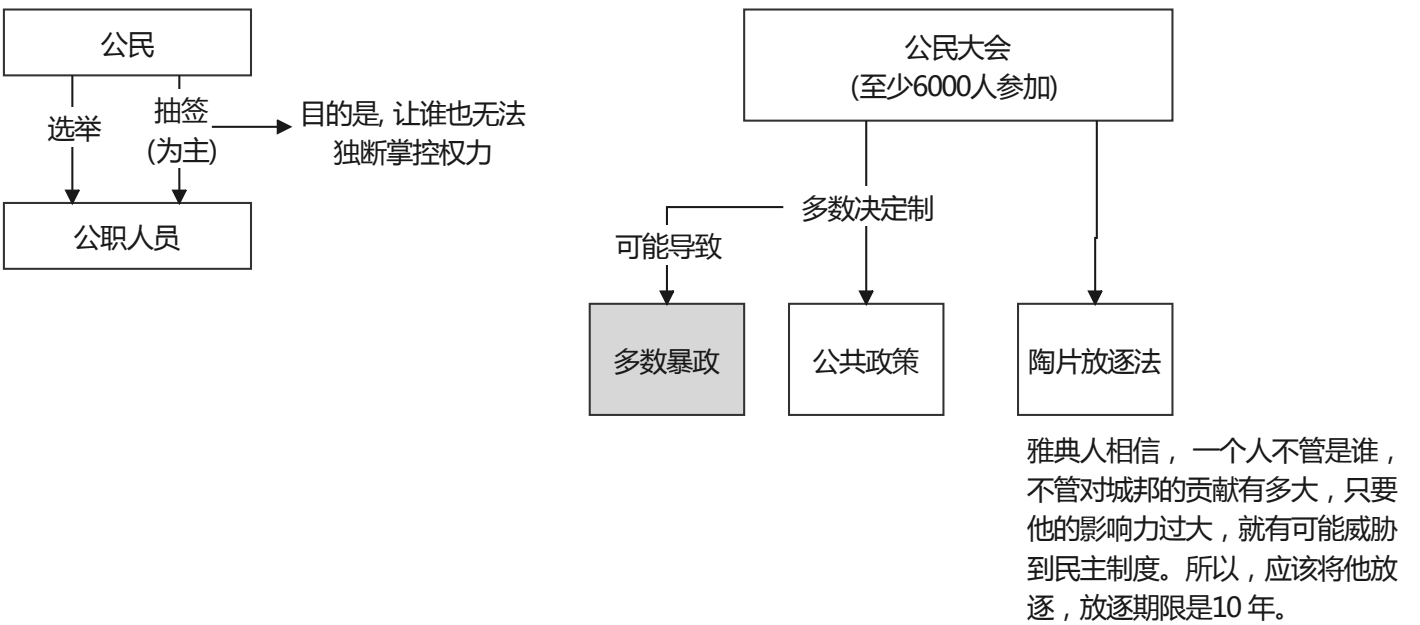 公民
选举
抽签
(为主)
目的是, 让谁也无法
独断掌控权力
公职人员
公民大会
(至少6000人参加)
多数决定制
可能导致
多数暴政
公共政策
陶片放逐法
雅典人相信， 一个人不管是谁，
不管对城邦的贡献有多大，只要
他的影响力过大，就有可能威胁
到民主制度。所以，应该将他放
逐，放逐期限是10 年。